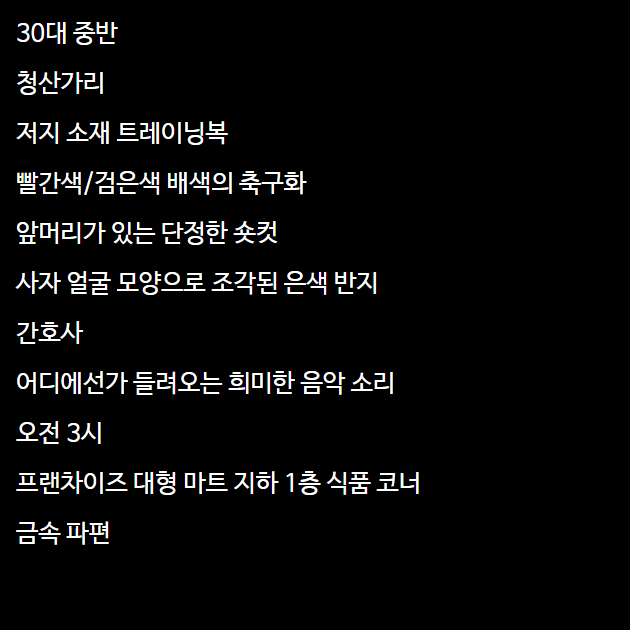 30대 중반
청산가리
저지 소재 트레이닝복
빨간색/검은색 배색의 축구화
앞머리가 있는 단정한 숏컷
사자 얼굴 모양으로 조각된 은색 반지
간호사
어디에선가 들려오는 희미한 음악 소리
오전 3시
프랜차이즈 대형 마트 지하 1층 식품 코너
금속 파편